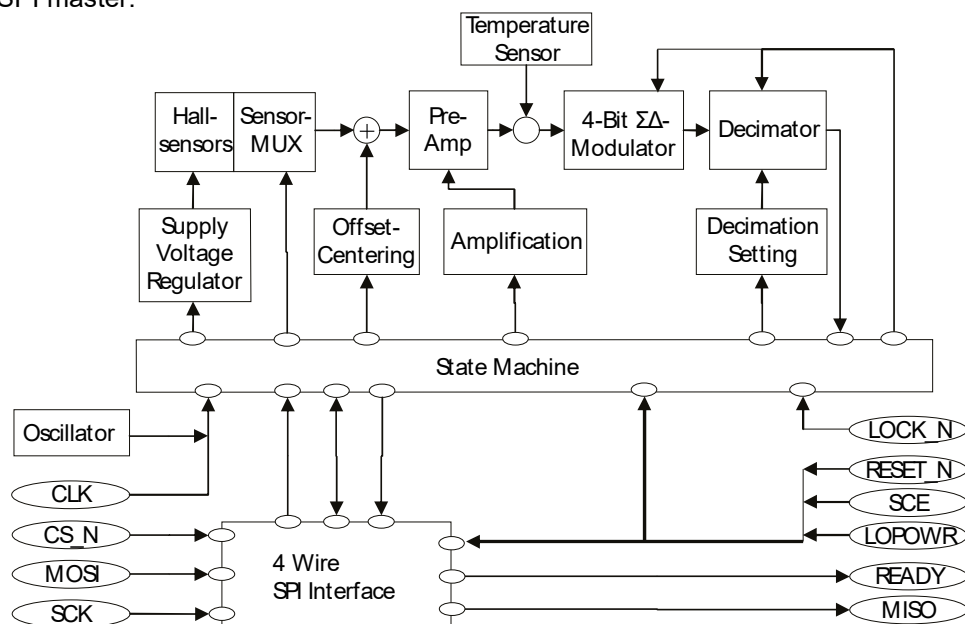 SPI master.
Temperature
Sensor
Hall-
sensors
Sensor-
MUX
+
Pre-
Amp
4-Bit ΣΔ-
Modulator
Decimator
Supply
Voltage
Regulator
Offset-
Centering
Amplification
Decimation
Setting
State Machine
Oscillator
CLK
CS_N
MOSI
SCK
4 Wire
SPI Interface
LOCK_N
RESET_N
SCE
LOPOWR
READY
MISO